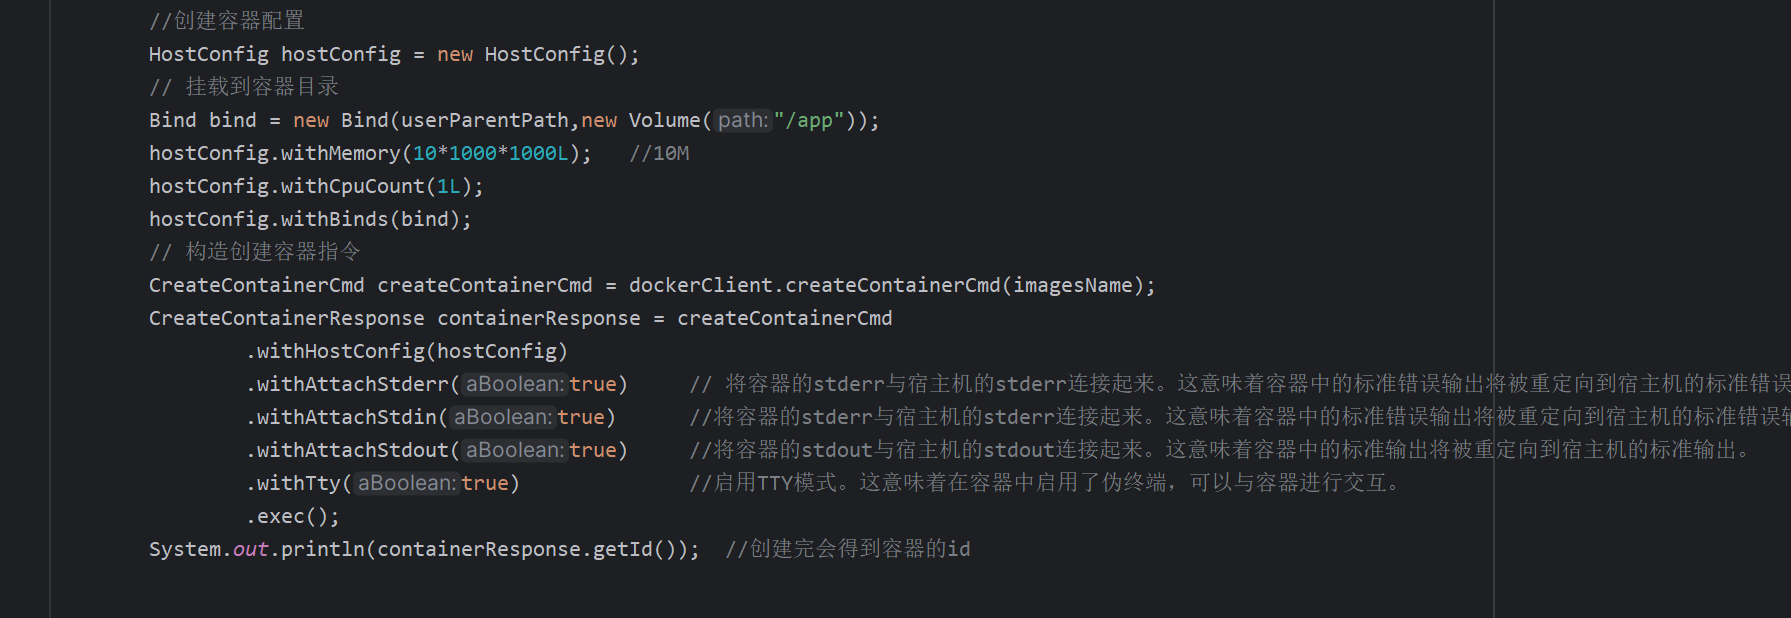 //创建容器配置
HostConfig hostConfig = new HostConfig();
// 挂载到容器目录
Bind bind = new Bind(userParentPath,new Volume( path: "/app"));
hostConfig.withMemory(10*1000*1000L);   //10M
hostConfig.withCpuCount(1L);
hostConfig.withBinds(bind);
// 构造创建容器指令
CreateContainerCmd createContainerCmd = dockerClient.createContainerCmd(imagesName);
CreateContainerResponse containerResponse = createContainerCmd
        .withHostConfig(hostConfig)
        .withAttachStderr( aBoolean: true)     // 将容器的stderr与宿主机的stderr连接起来。这意味着容器中的标准错误输出将被重定向到宿主机的标准错误
        .withAttachStdin( aBoolean: true)      //将容器的stderr与宿主机的stderr连接起来。这意味着容器中的标准错误输出将被重定向到宿主机的标准错误输
        .withAttachStdout( aBoolean: true)     //将容器的stdout与宿主机的stdout连接起来。这意味着容器中的标准输出将被重定向到宿主机的标准输出。
        .withTty( aBoolean: true)              //启用TTY模式。这意味着在容器中启用了伪终端，可以与容器进行交互。
        .exec();
System.out.println(containerResponse.getId());  //创建完会得到容器的id